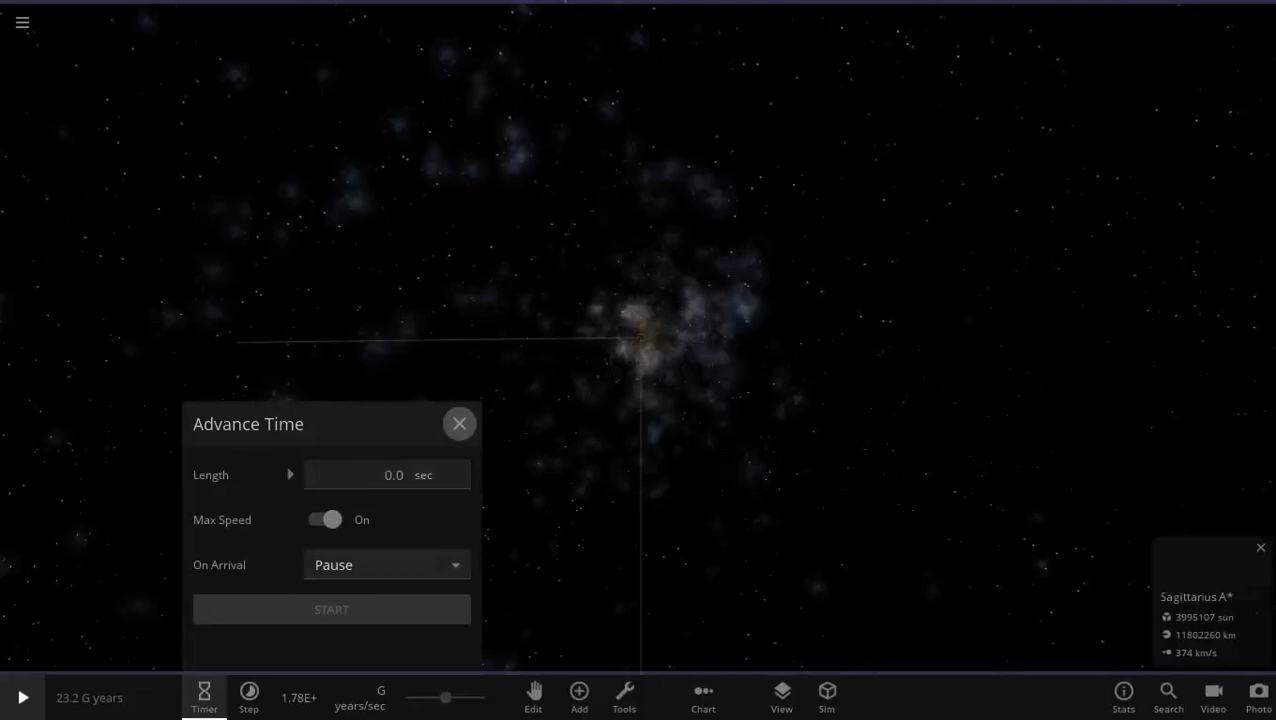 Advance Time
Length 0.0 sec
Max Speed On
On Arrival Pause
START
Sagittarius A*
3995107 sun
11802260 km
374 km/s
23.2 G years
Timer
Step
1.78E+ G years/sec
Edit
Add
Tools
Chart
View
Sim
Stats
Search
Video
Photo